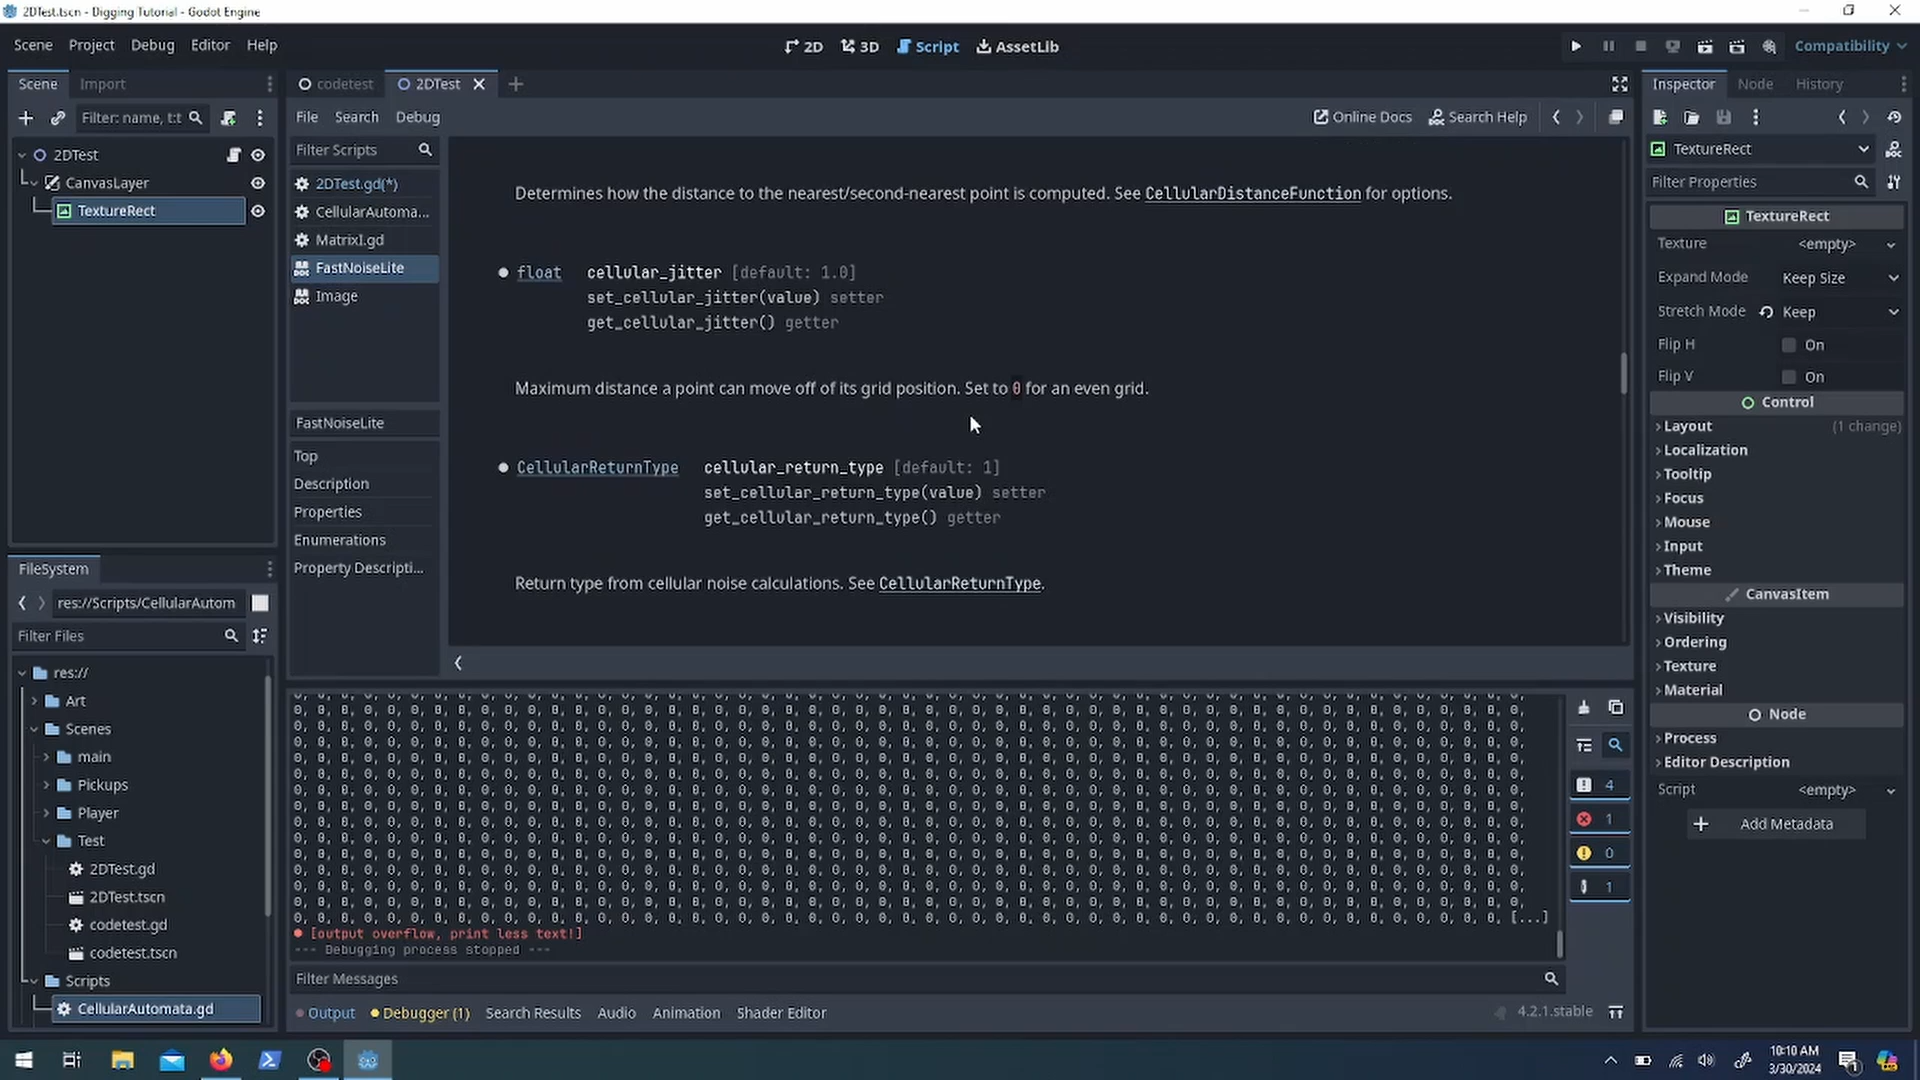 2DTest.tscn - Digging Tutorial - Godot Engine
Scene Project Debug Editor Help
2D 3D Script AssetLib
Compatibility
Scene Import
codetest 2DTest
Inspector Node History
Filter: name, t:t
File Search Debug
Online Docs Search Help
2DTest
CanvasLayer
TextureRect
Filter Scripts
2DTest.gd(*)
CellularAutoma...
MatrixI.gd
FastNoiseLite
Image
FastNoiseLite
Top
Description
Properties
Enumerations
Property Descripti...
Determines how the distance to the nearest/second-nearest point is computed. See CellularDistanceFunction for options.
float cellular_jitter [default: 1.0]
set_cellular_jitter(value) setter
get_cellular_jitter() getter
Maximum distance a point can move off of its grid position. Set to 0 for an even grid.
CellularReturnType cellular_return_type [default: 1]
set_cellular_return_type(value) setter
get_cellular_return_type() getter
Return type from cellular noise calculations. See CellularReturnType.
TextureRect
Filter Properties
TextureRect
Texture <empty>
Expand Mode Keep Size
Stretch Mode Keep
Flip H On
Flip V On
Control
Layout (1 change)
Localization
Tooltip
Focus
Mouse
Input
Theme
CanvasItem
Visibility
Ordering
Texture
Material
Node
Process
Editor Description
Script <empty>
Add Metadata
FileSystem
res://Scripts/CellularAutom
Filter Files
res://
Art
Scenes
main
Pickups
Player
Test
2DTest.gd
2DTest.tscn
codetest.gd
codetest.tscn
Scripts
CellularAutomata.gd
[...]
[output overflow, print less text!]
--- Debugging process stopped ---
4
1
0
1
Filter Messages
Output Debugger (1) Search Results Audio Animation Shader Editor
4.2.1.stable
10:10 AM
3/30/2024